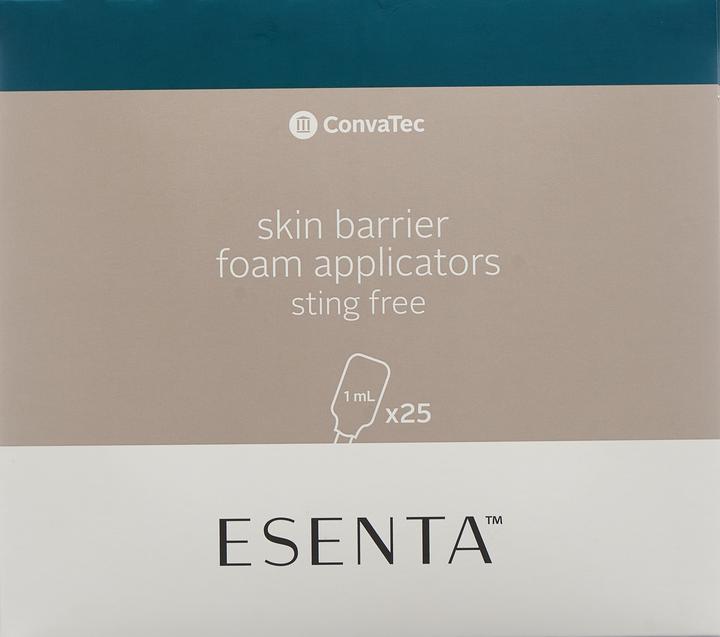 ConvaTec
skin barrier
foam applicators
sting free
1 mL
x25
ESENTA™